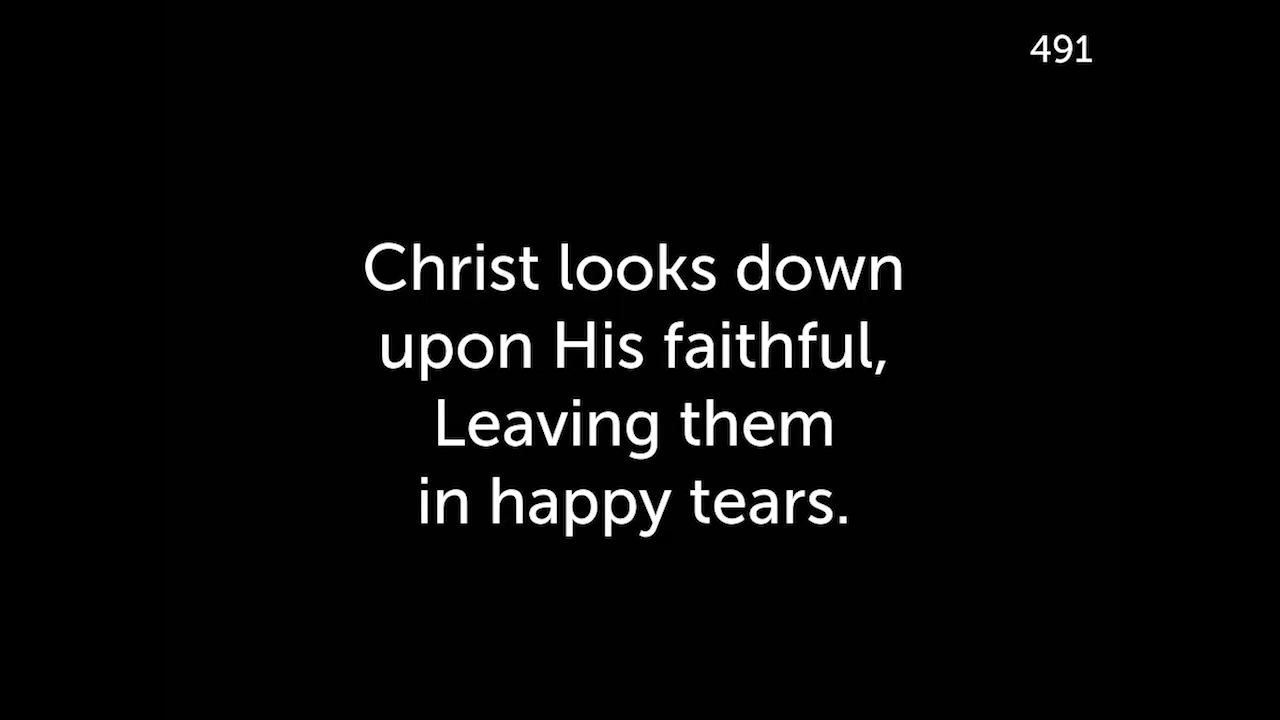 491
Christ looks down
upon His faithful,
Leaving them
in happy tears.